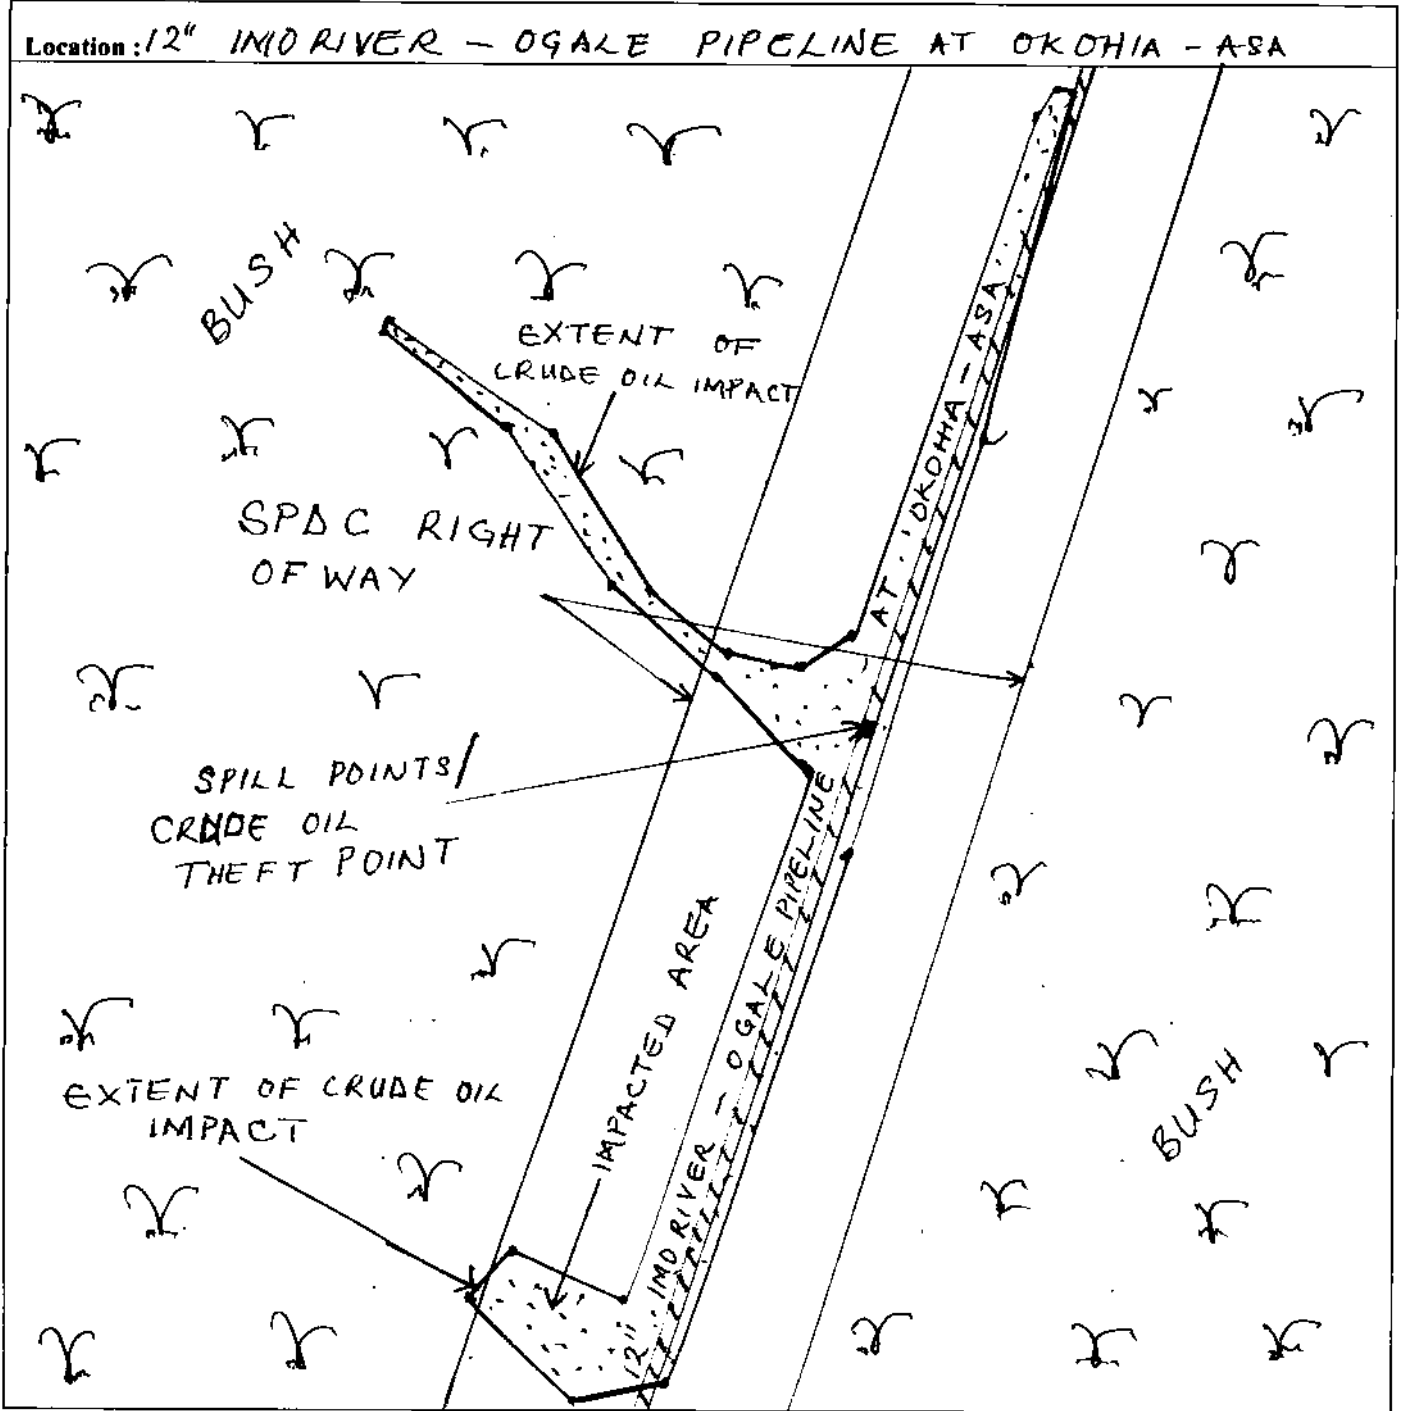 Location : 12" IMO RIVER - OGALE PIPELINE AT OKOHIA - ASA
BUSH
EXTENT OF
CRUDE OIL IMPACT
SPDC RIGHT
OF WAY
SPILL POINTS/
CRUDE OIL
THEFT POINT
IMPACTED AREA
12" IMO RIVER - OGALE PIPELINE AT OKOHIA - ASA
EXTENT OF CRUDE OIL
IMPACT
BUSH